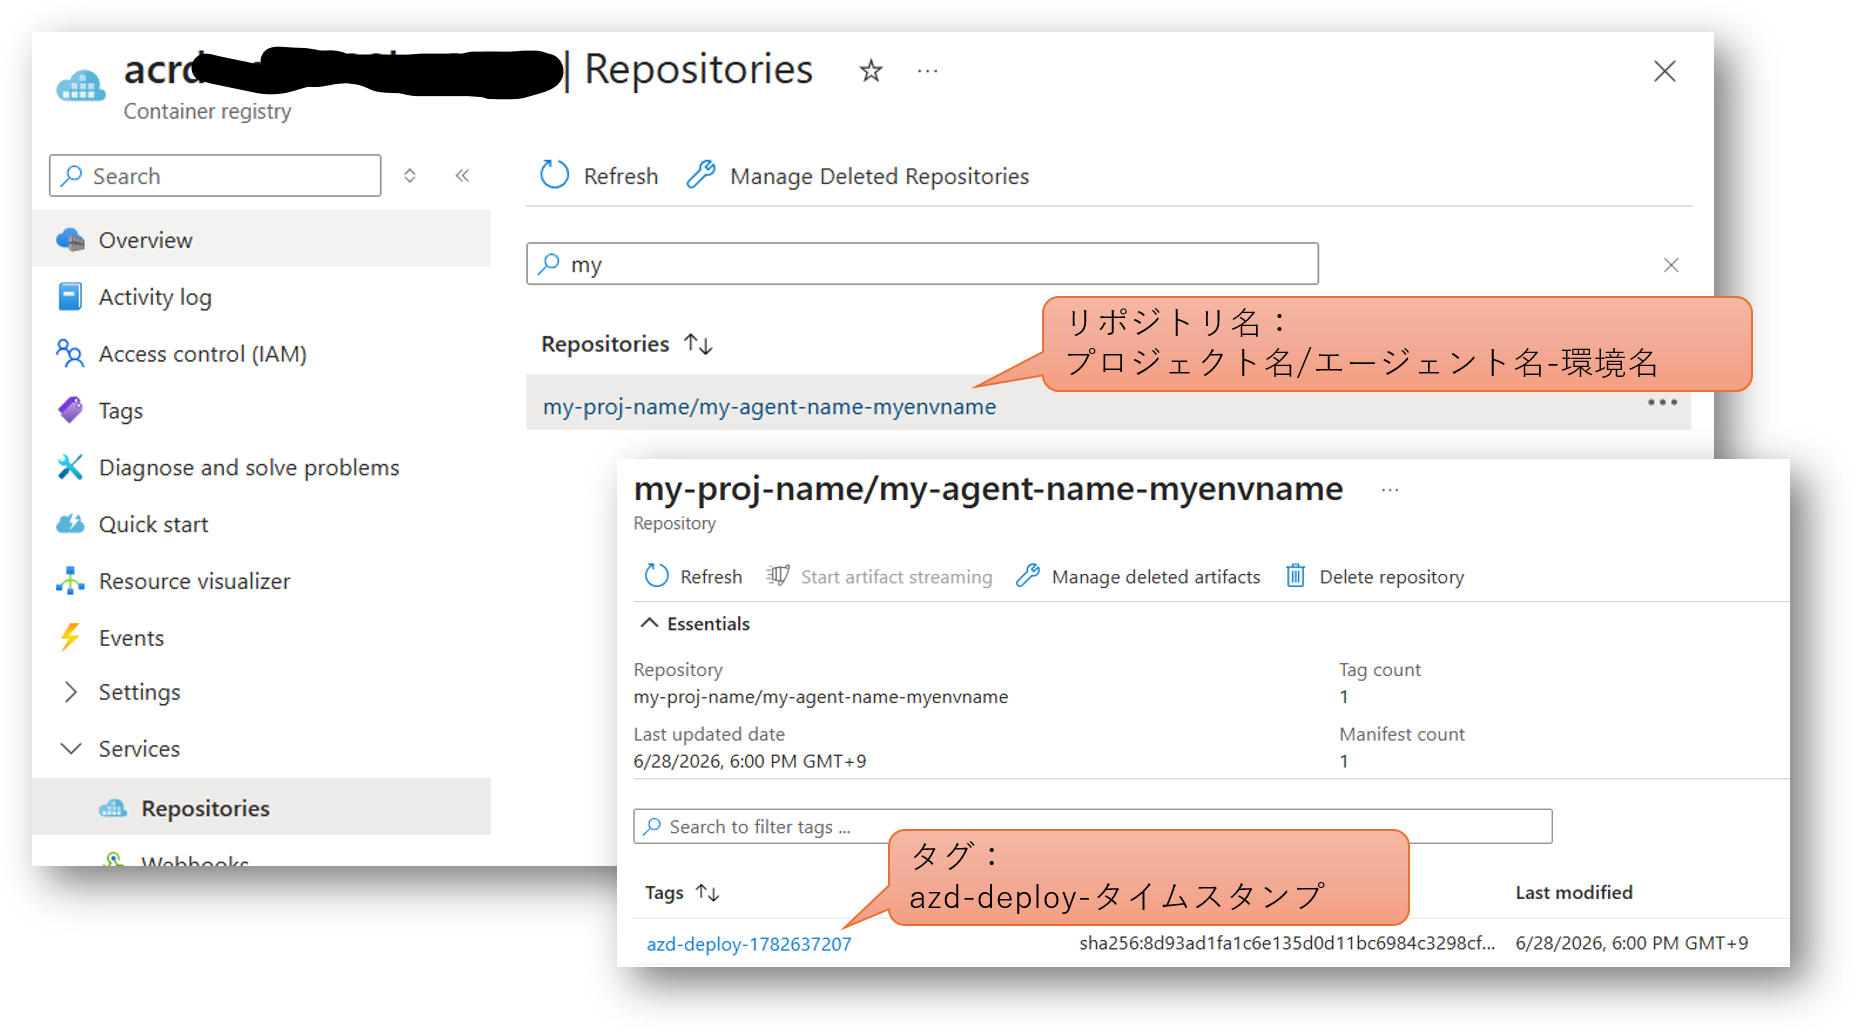 | Repositories
Container registry
Search
Refresh
Manage Deleted Repositories
Overview
my
Activity log
リポジトリ名：
プロジェクト名/エージェント名-環境名
Repositories
Access control (IAM)
my-proj-name/my-agent-name-myenvname
Tags
Diagnose and solve problems
Quick start
Resource visualizer
Events
Settings
Services
Repositories
Webhooks
my-proj-name/my-agent-name-myenvname
Repository
Refresh
Start artifact streaming
Manage deleted artifacts
Delete repository
Essentials
Repository
my-proj-name/my-agent-name-myenvname
Tag count
1
Last updated date
6/28/2026, 6:00 PM GMT+9
Manifest count
1
Search to filter tags ...
タグ：
azd-deploy-タイムスタンプ
Tags
Last modified
azd-deploy-1782637207
sha256:8d93ad1fa1c6e135d0d11bc6984c3298cf...
6/28/2026, 6:00 PM GMT+9